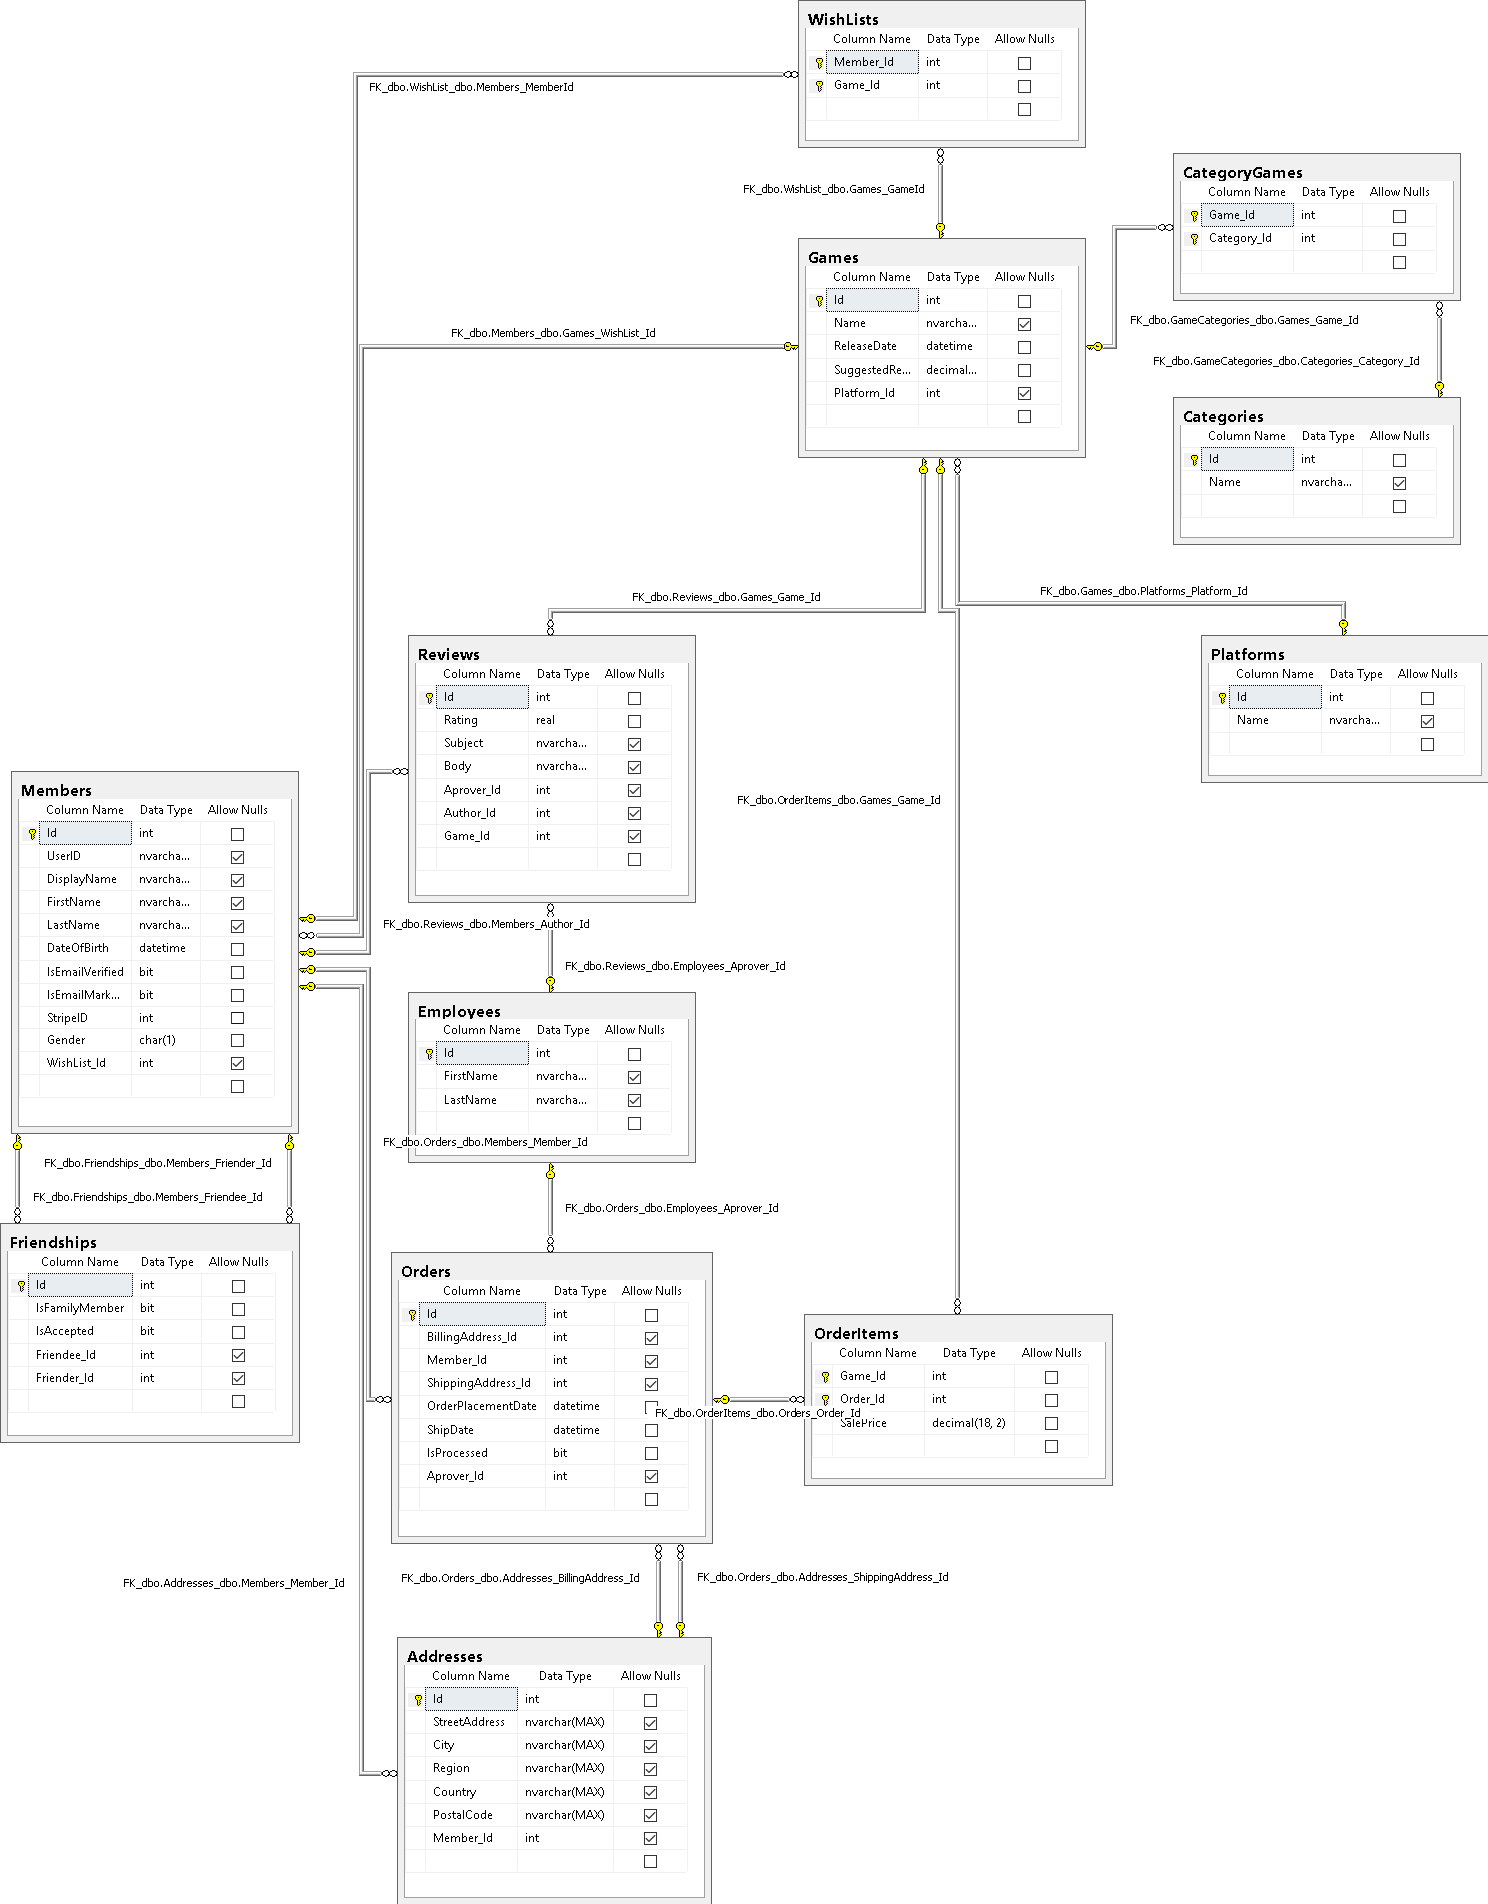 WishLists
Column Name Data Type Allow Nulls
Member_Id int
Game_Id int
FK_dbo.WishList_dbo.Members_MemberId
FK_dbo.WishList_dbo.Games_GameId
CategoryGames
Column Name Data Type Allow Nulls
Game_Id int
Category_Id int
Games
Column Name Data Type Allow Nulls
Id int
Name nvarcha...
ReleaseDate datetime
SuggestedRe... decimal...
Platform_Id int
FK_dbo.Members_dbo.Games_WishList_Id
FK_dbo.GameCategories_dbo.Games_Game_Id
FK_dbo.GameCategories_dbo.Categories_Category_Id
Categories
Column Name Data Type Allow Nulls
Id int
Name nvarcha...
FK_dbo.Reviews_dbo.Games_Game_Id
FK_dbo.Games_dbo.Platforms_Platform_Id
Reviews
Column Name Data Type Allow Nulls
Id int
Rating real
Subject nvarcha...
Body nvarcha...
Aprover_Id int
Author_Id int
Game_Id int
Platforms
Column Name Data Type Allow Nulls
Id int
Name nvarcha...
FK_dbo.OrderItems_dbo.Games_Game_Id
Members
Column Name Data Type Allow Nulls
Id int
UserID nvarcha...
DisplayName nvarcha...
FirstName nvarcha...
LastName nvarcha...
DateOfBirth datetime
IsEmailVerified bit
IsEmailMark... bit
StripeID int
Gender char(1)
WishList_Id int
FK_dbo.Reviews_dbo.Members_Author_Id
FK_dbo.Reviews_dbo.Employees_Aprover_Id
Employees
Column Name Data Type Allow Nulls
Id int
FirstName nvarcha...
LastName nvarcha...
FK_dbo.Orders_dbo.Members_Member_Id
FK_dbo.Friendships_dbo.Members_Friender_Id
FK_dbo.Friendships_dbo.Members_Friendee_Id
FK_dbo.Orders_dbo.Employees_Aprover_Id
Friendships
Column Name Data Type Allow Nulls
Id int
IsFamilyMember bit
IsAccepted bit
Friendee_Id int
Friender_Id int
Orders
Column Name Data Type Allow Nulls
Id int
BillingAddress_Id int
Member_Id int
ShippingAddress_Id int
OrderPlacementDate datetime
ShipDate datetime
IsProcessed bit
Aprover_Id int
OrderItems
Column Name Data Type Allow Nulls
Game_Id int
Order_Id int
FK_dbo.OrderItems_dbo.Orders_Order_Id
SalePrice decimal(18, 2)
FK_dbo.Addresses_dbo.Members_Member_Id
FK_dbo.Orders_dbo.Addresses_BillingAddress_Id
FK_dbo.Orders_dbo.Addresses_ShippingAddress_Id
Addresses
Column Name Data Type Allow Nulls
Id int
StreetAddress nvarchar(MAX)
City nvarchar(MAX)
Region nvarchar(MAX)
Country nvarchar(MAX)
PostalCode nvarchar(MAX)
Member_Id int